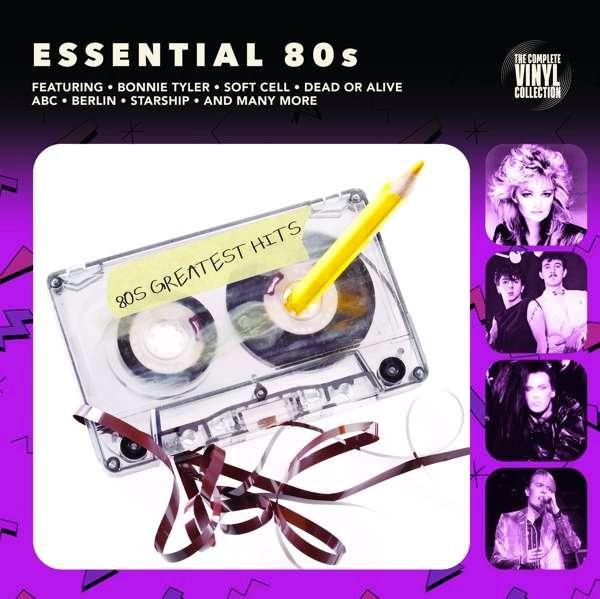 ESSENTIAL 80s
FEATURING • BONNIE TYLER • SOFT CELL • DEAD OR ALIVE
ABC • BERLIN • STARSHIP • AND MANY MORE
THE COMPLETE
VINYL
COLLECTION
80S GREATEST HITS